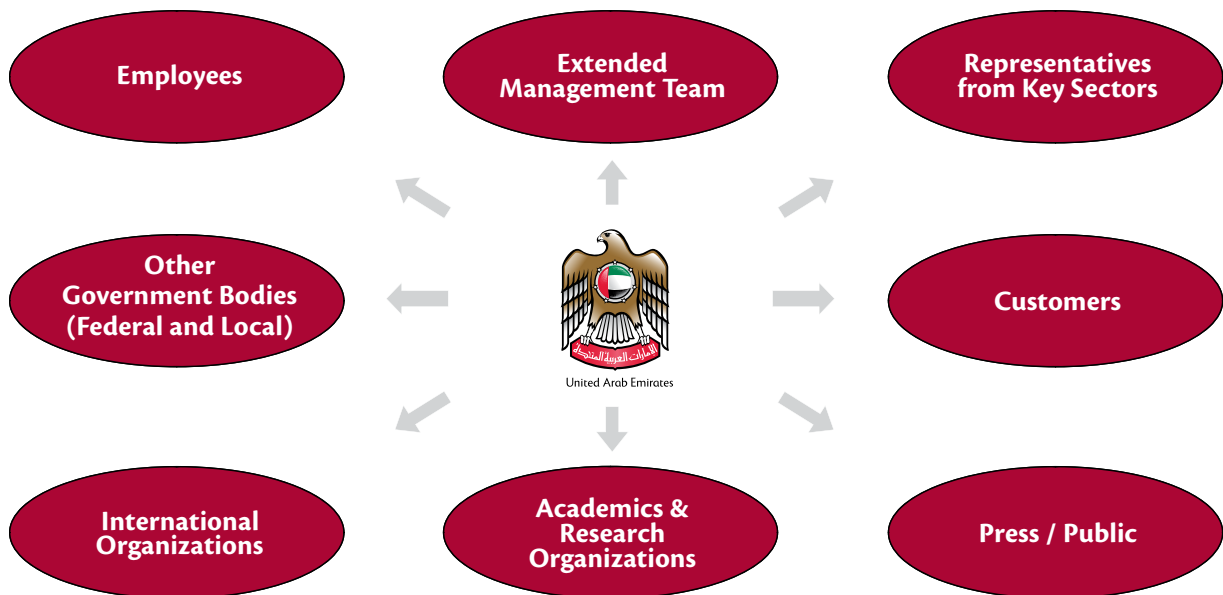 Employees
Extended
Management Team
Representatives
from Key Sectors
Other
Government Bodies
(Federal and Local)
الإمارات العربية المتحدة
United Arab Emirates
Customers
International
Organizations
Academics &
Research
Organizations
Press / Public